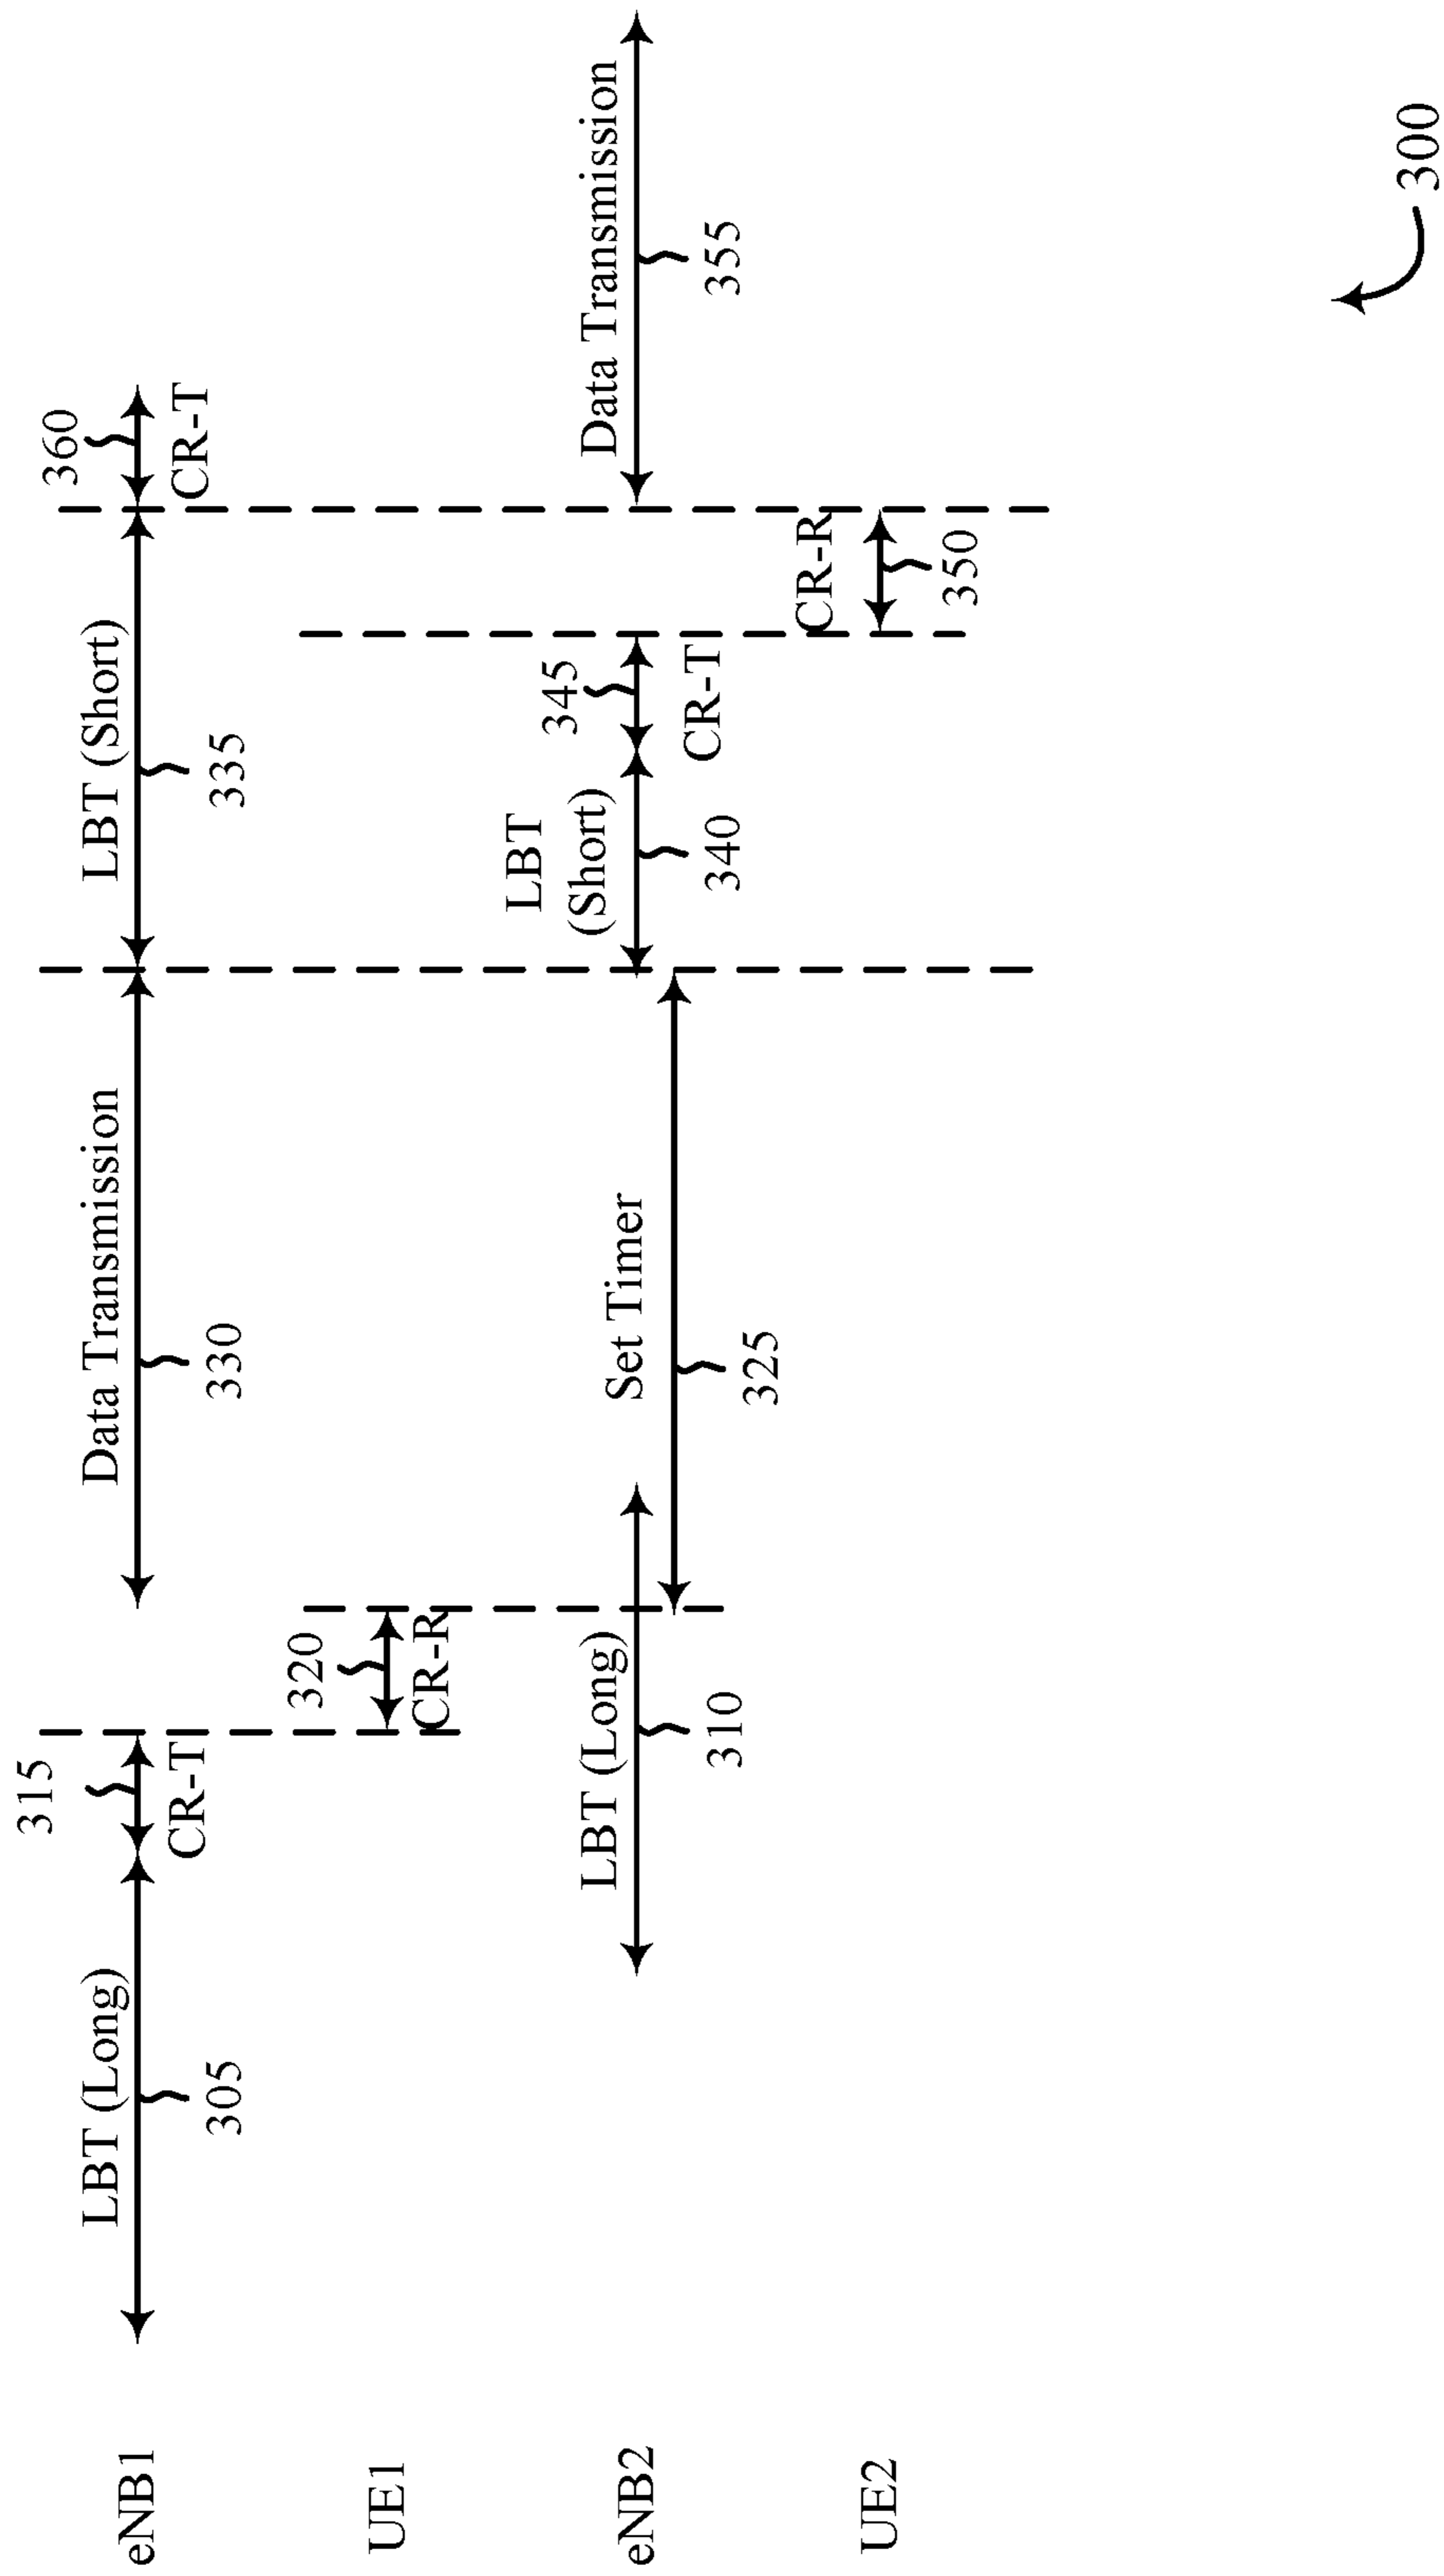 eNB1
LBT (Long)
305
315
CR-T
Data Transmission
330
LBT (Short)
335
360
CR-T
UE1
320
CR-R
eNB2
LBT (Long)
310
Set Timer
325
LBT
(Short)
340
345
CR-T
Data Transmission
355
UE2
CR-R
350
300